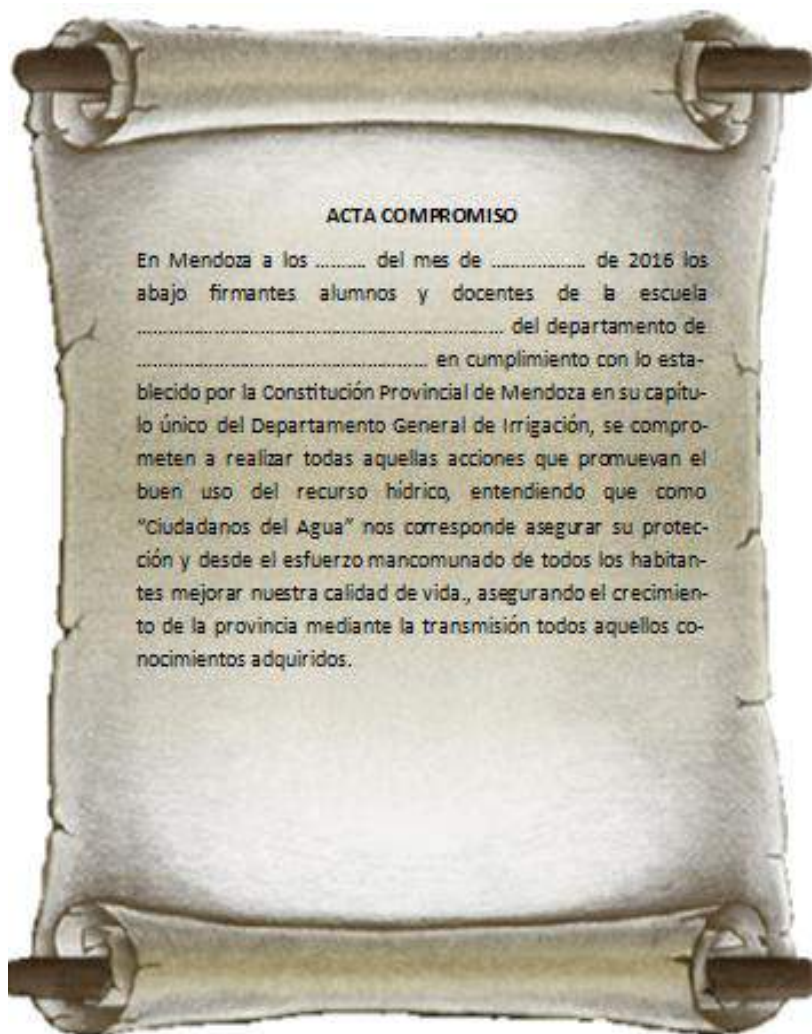 ACTA COMPROMISO
En Mendoza a los ......... del mes de .................. de 2016 los
abajo firmantes alumnos y docentes de la escuela
....................................................................... del departamento de
........................................................ en cumplimiento con lo esta-
blecido por la Constitución Provincial de Mendoza en su capítu-
lo único del Departamento General de Irrigación, se compro-
meten a realizar todas aquellas acciones que promuevan el
buen uso del recurso hídrico, entendiendo que como
“Ciudadanos del Agua” nos corresponde asegurar su protec-
ción y desde el esfuerzo mancomunado de todos los habitan-
tes mejorar nuestra calidad de vida., asegurando el crecimien-
to de la provincia mediante la transmisión todos aquellos co-
nocimientos adquiridos.